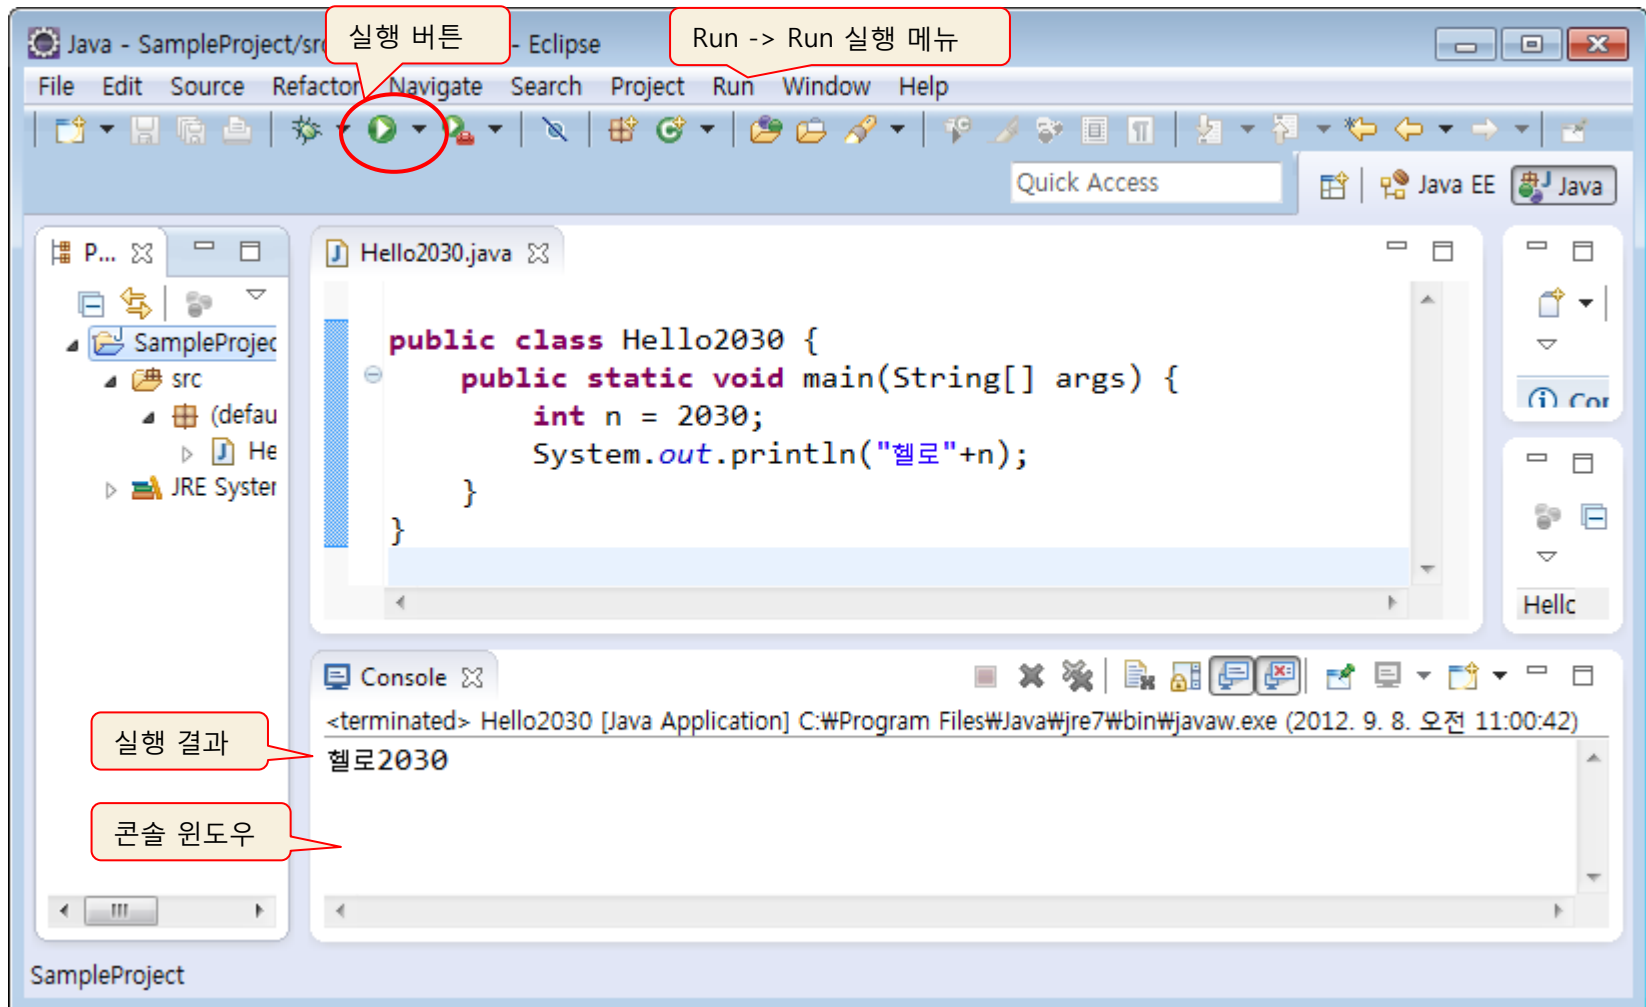 실행 버튼
Run -> Run 실행 메뉴
Java - SampleProject/src - Eclipse
File Edit Source Refactor Navigate Search Project Run Window Help
Quick Access
Java EE
Java
P...
SampleProjec
src
(defau
He
JRE System
Hello2030.java
public class Hello2030 {
public static void main(String[] args) {
int n = 2030;
System.out.println("헬로"+n);
}
}
Con
Hello
Console
<terminated> Hello2030 [Java Application] C:₩Program Files₩Java₩jre7₩bin₩javaw.exe (2012. 9. 8. 오전 11:00:42)
실행 결과
헬로2030
콘솔 윈도우
SampleProject